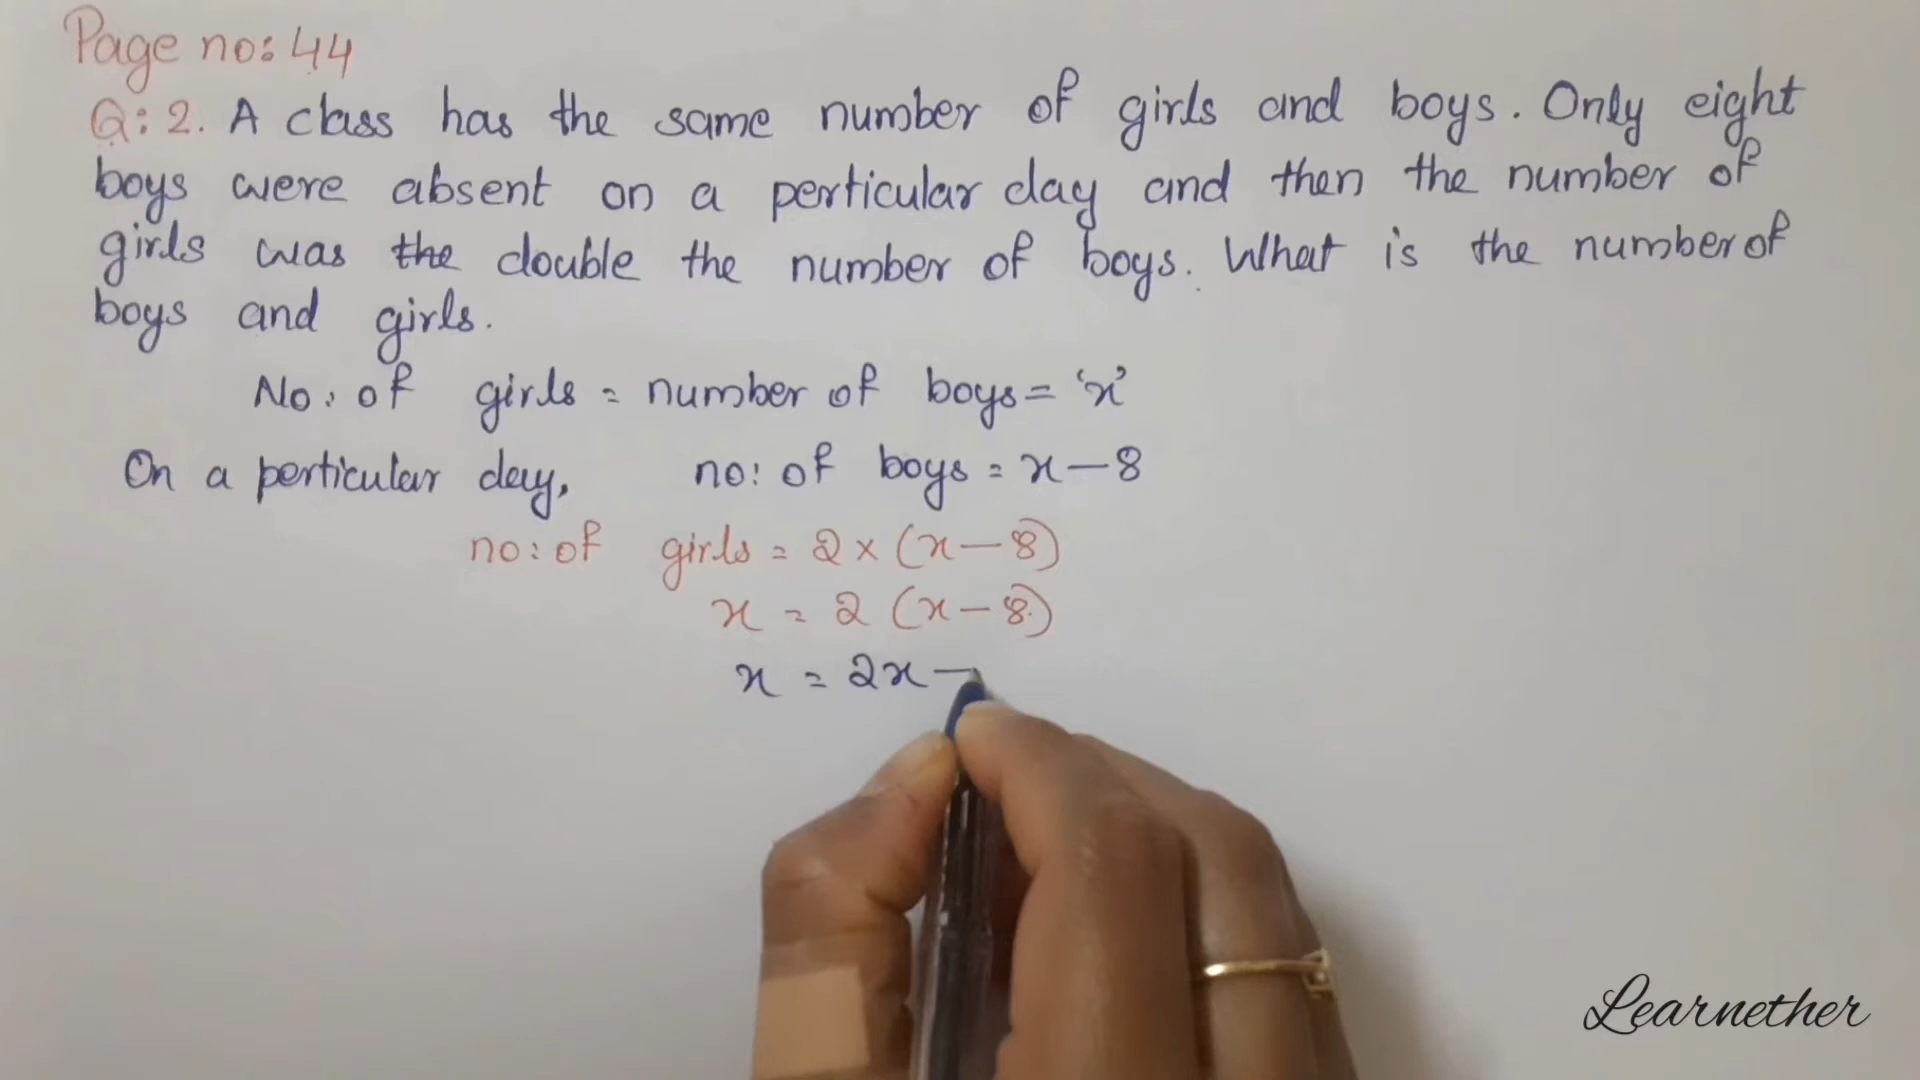 Page no: 44
Q: 2. A class has the same number of girls and boys. Only eight
boys were absent on a perticular day and then the number of
girls was the double the number of boys. What is the number of
boys and girls.
No: of girls = number of boys = 'x'
On a perticular day, no: of boys = x - 8
no: of girls = 2 × (x - 8)
x = 2 (x - 8)
x = 2x -
Learnether